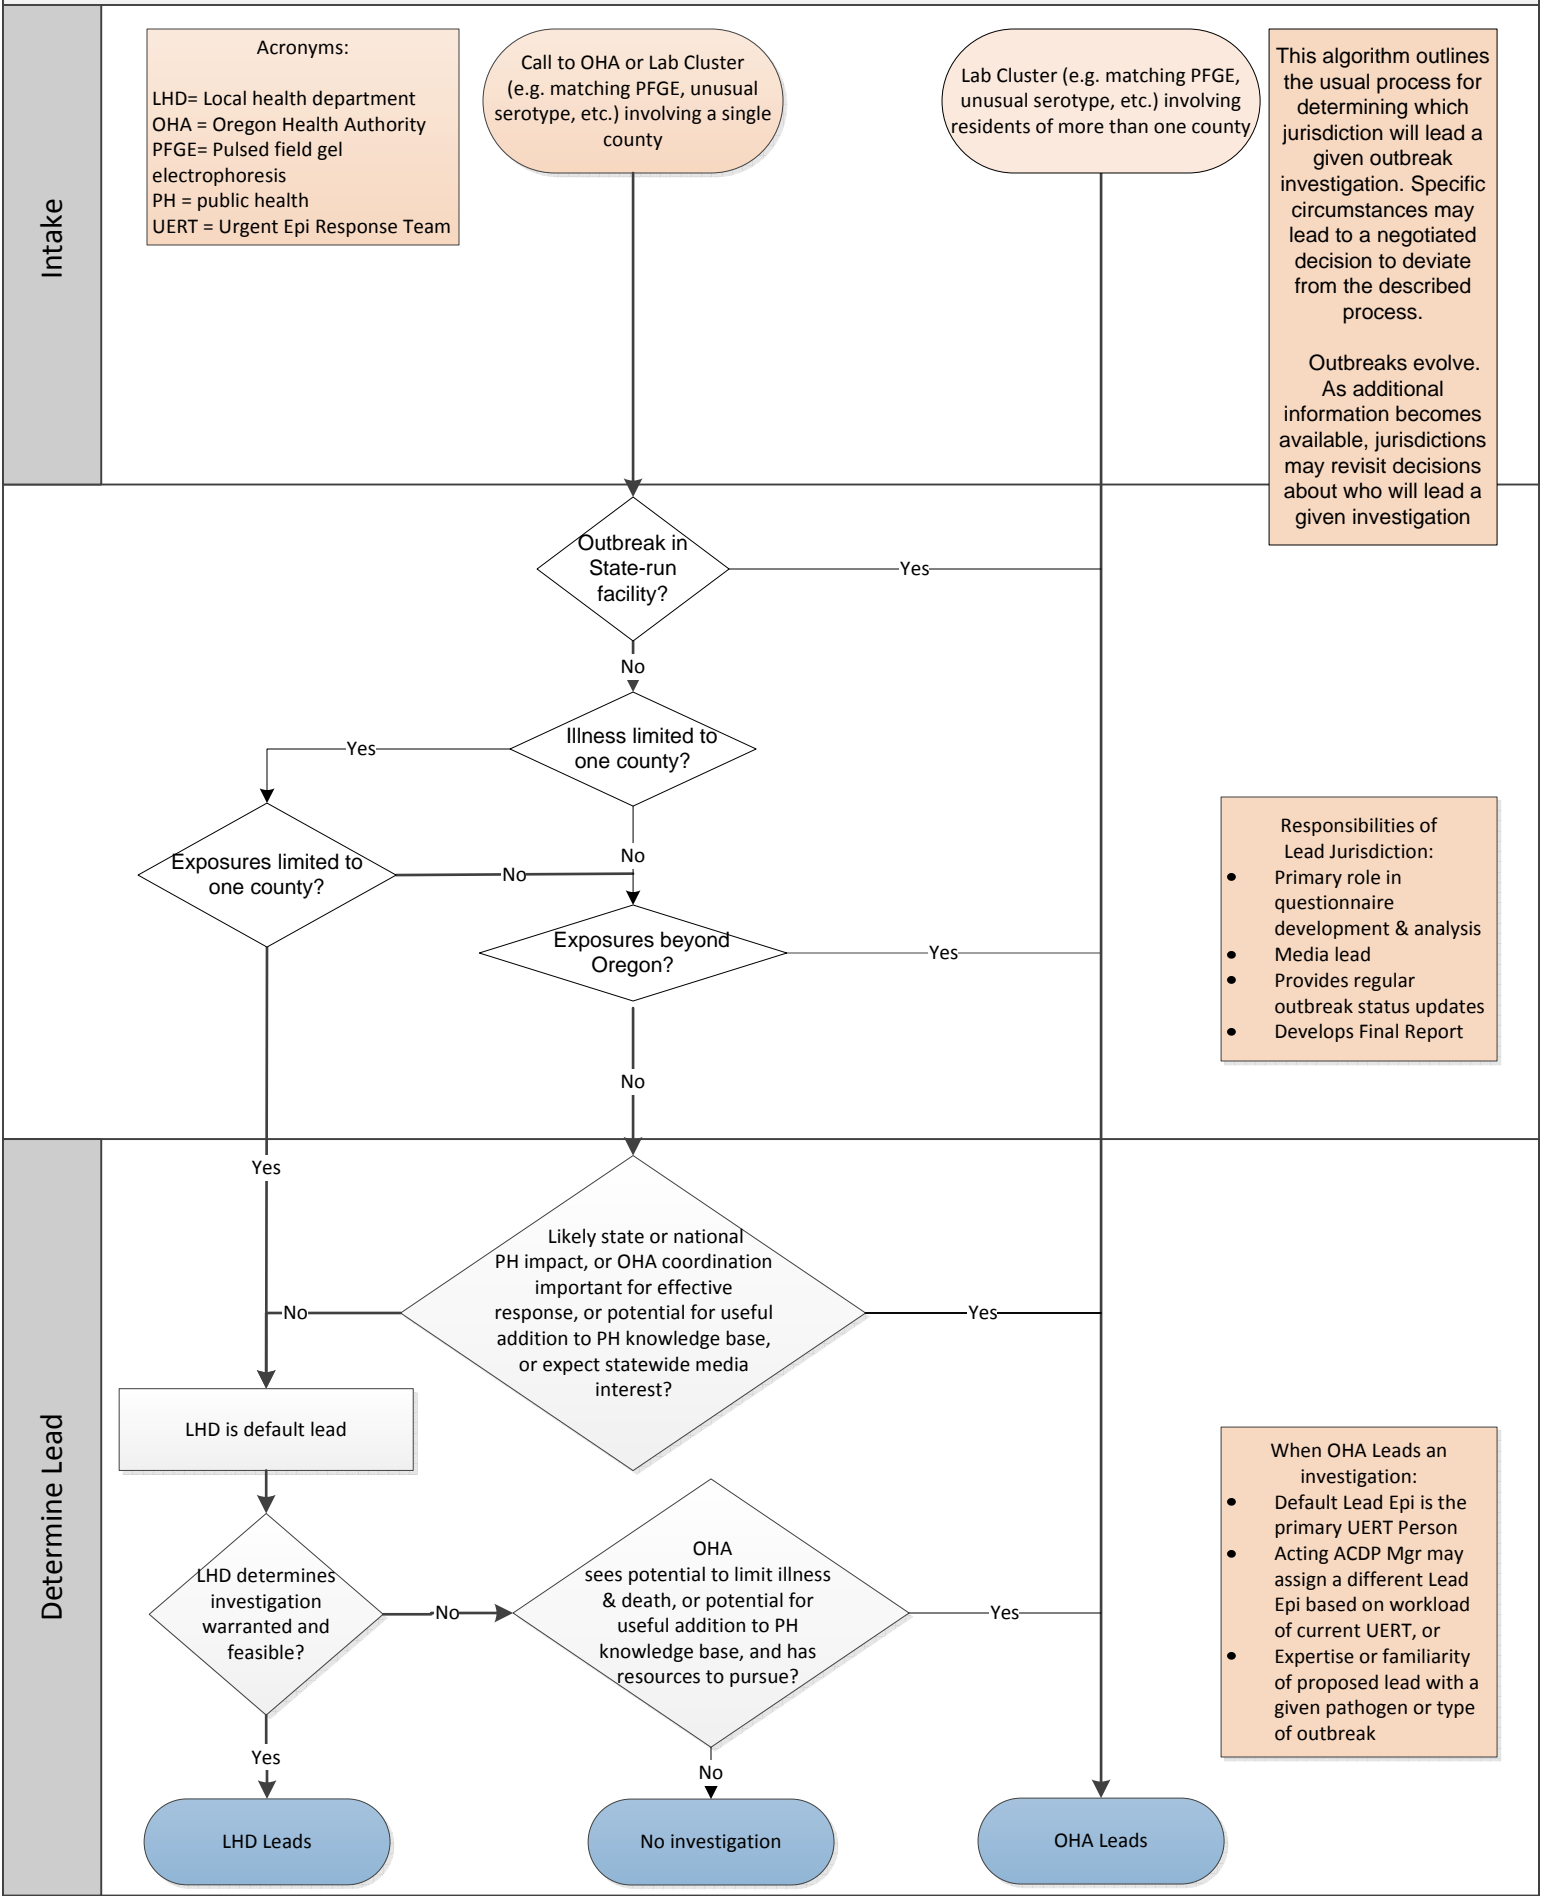 Intake
Acronyms:
LHD= Local health department
OHA = Oregon Health Authority
PFGE= Pulsed field gel
electrophoresis
PH = public health
UERT = Urgent Epi Response Team
Call to OHA or Lab Cluster
(e.g. matching PFGE, unusual
serotype, etc.) involving a single
county
Lab Cluster (e.g. matching PFGE,
unusual serotype, etc.) involving
residents of more than one county
This algorithm outlines
the usual process for
determining which
jurisdiction will lead a
given outbreak
investigation. Specific
circumstances may
lead to a negotiated
decision to deviate
from the described
process.
Outbreaks evolve.
As additional
information becomes
available, jurisdictions
may revisit decisions
about who will lead a
given investigation
Outbreak in
State-run
facility?
Yes
No
Illness limited to
one county?
Yes
No
Exposures limited to
one county?
No
Exposures beyond
Oregon?
Yes
No
Responsibilities of
Lead Jurisdiction:
• Primary role in
questionnaire
development & analysis
• Media lead
• Provides regular
outbreak status updates
• Develops Final Report
Determine Lead
Yes
Likely state or national
PH impact, or OHA coordination
important for effective
response, or potential for useful
addition to PH knowledge base,
or expect statewide media
interest?
No
Yes
LHD is default lead
LHD determines
investigation
warranted and
feasible?
No
OHA
sees potential to limit illness
& death, or potential for
useful addition to PH
knowledge base, and has
resources to pursue?
Yes
When OHA Leads an
investigation:
• Default Lead Epi is the
primary UERT Person
• Acting ACDP Mgr may
assign a different Lead
Epi based on workload
of current UERT, or
• Expertise or familiarity
of proposed lead with a
given pathogen or type
of outbreak
Yes
No
LHD Leads
No investigation
OHA Leads